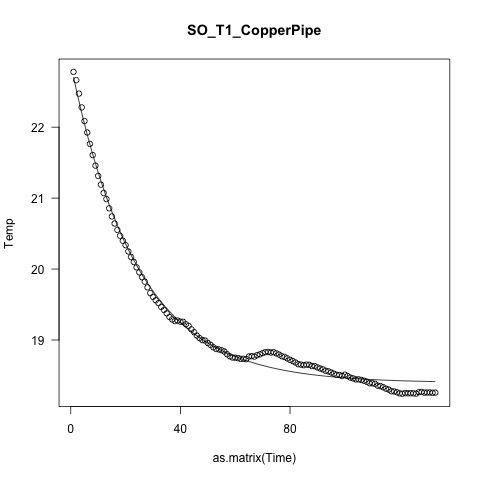 SO_T1_CopperPipe
22
21
20
19
Temp
0 40 80
as.matrix(Time)